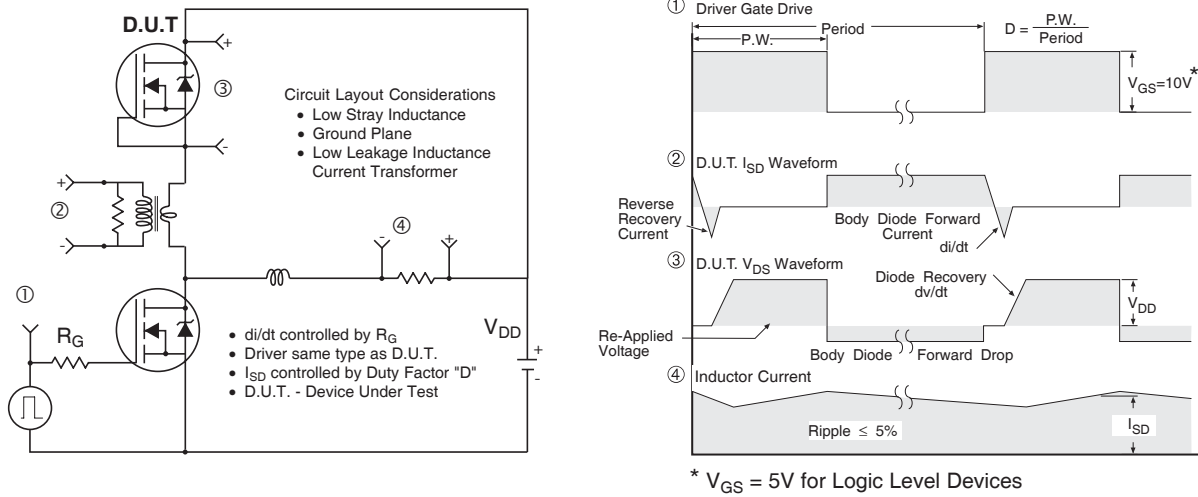 D.U.T
+
③
-
Circuit Layout Considerations
• Low Stray Inductance
• Ground Plane
• Low Leakage Inductance
Current Transformer
+
②
-
④
-
+
①
R_G
V_DD
+
-
• di/dt controlled by R_G
• Driver same type as D.U.T.
• I_SD controlled by Duty Factor "D"
• D.U.T. - Device Under Test
① Driver Gate Drive
P.W.
Period
D = P.W.
Period
V_GS=10V *
② D.U.T. I_SD Waveform
Reverse
Recovery
Current
Body Diode Forward
Current
di/dt
③ D.U.T. V_DS Waveform
Diode Recovery
dv/dt
V_DD
Re-Applied
Voltage
Body Diode Forward Drop
④ Inductor Current
Ripple ≤ 5%
I_SD
* V_GS = 5V for Logic Level Devices